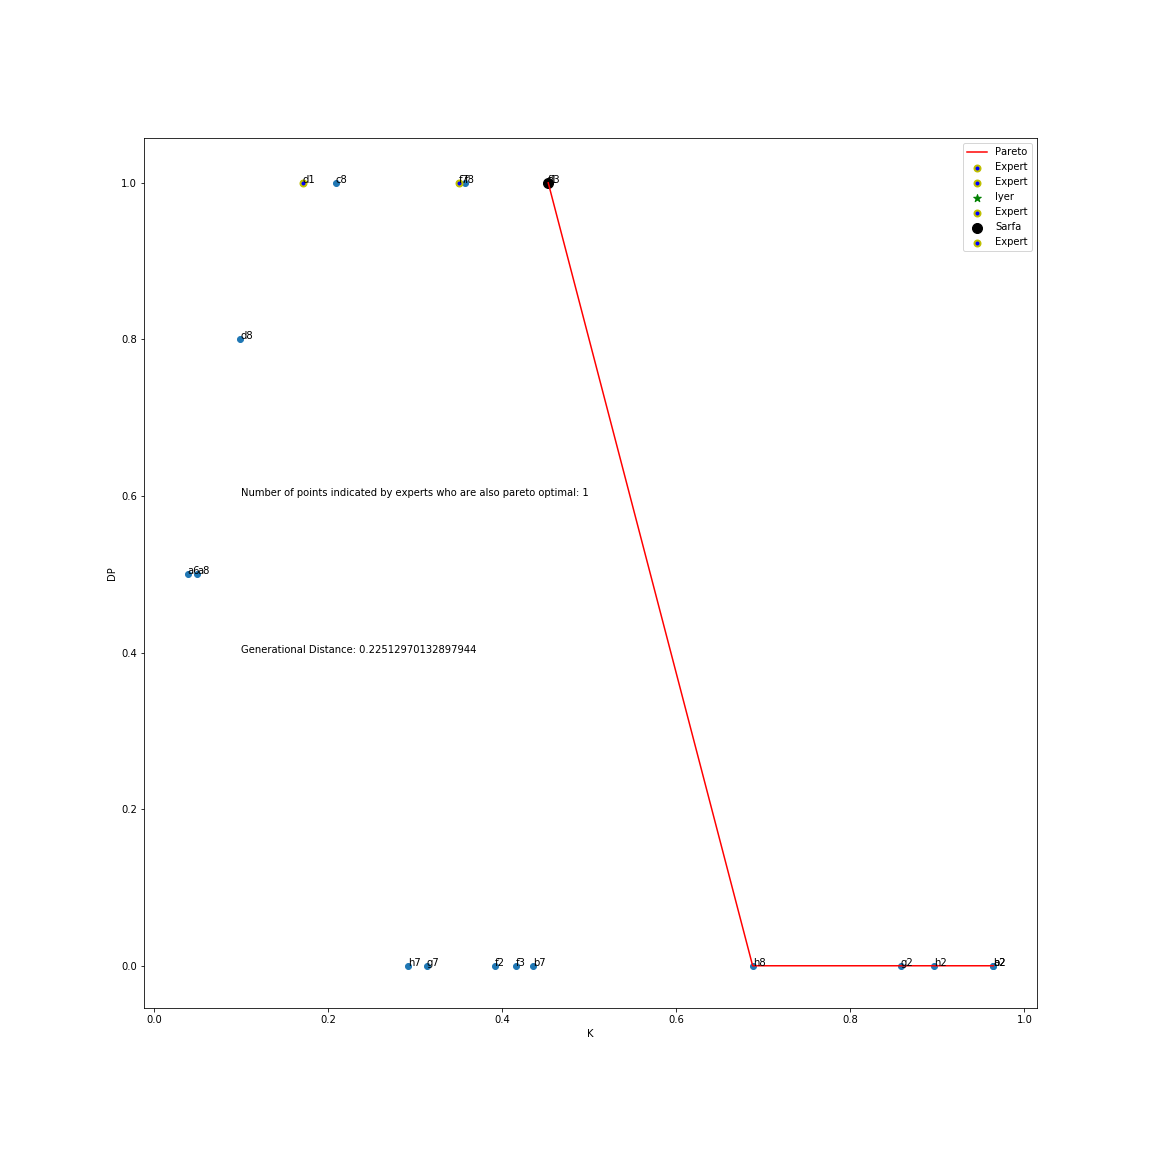 Pareto
Expert
Expert
Iyer
Expert
Sarfa
Expert
1.0
0.8
0.6
0.4
0.2
0.0
DP
d1
c8
d8
a8
Number of points indicated by experts who are also pareto optimal: 1
Generational Distance: 0.22512970132897944
h7
g7
f2
f3
b7
h8
g2
h2
0.0
0.2
0.4
0.6
0.8
1.0
K